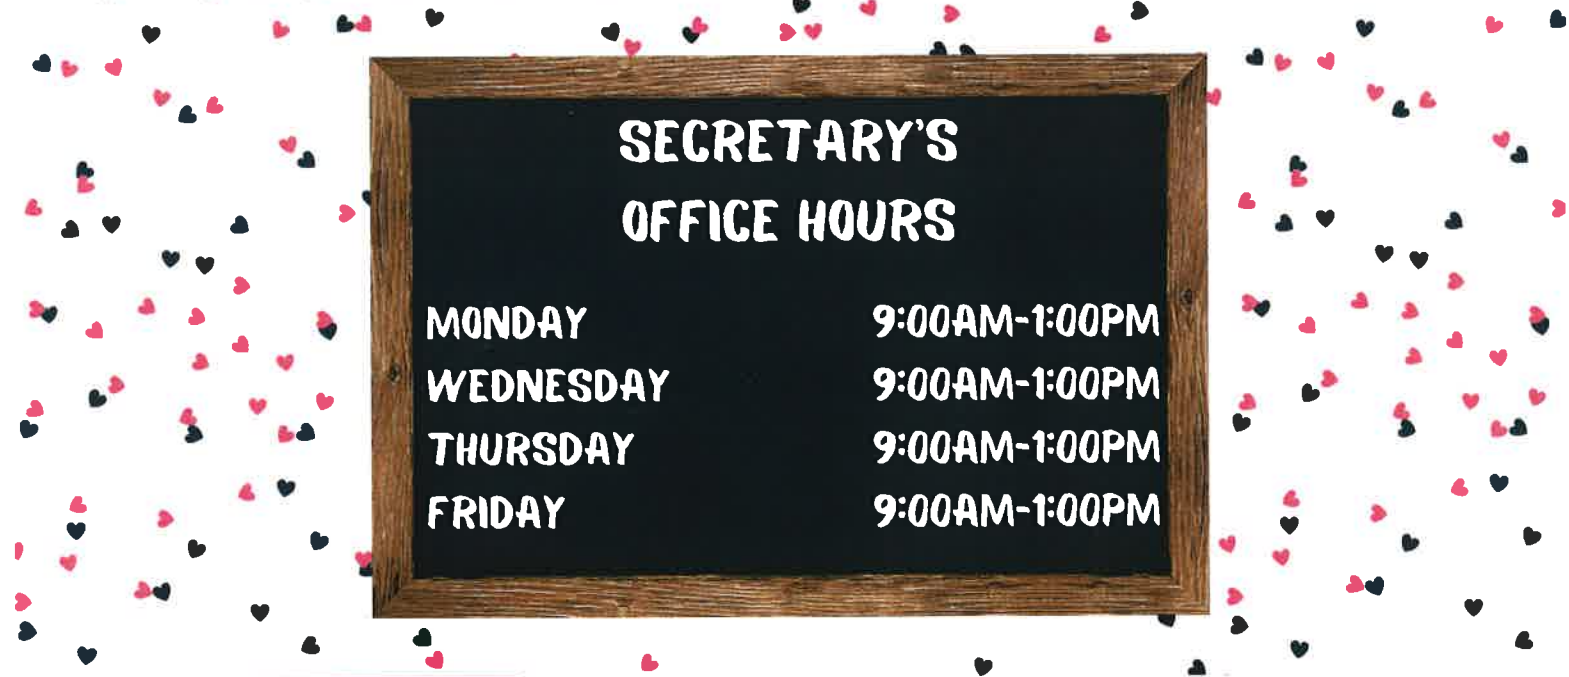 SECRETARY'S
OFFICE HOURS
MONDAY 9:00AM-1:00PM
WEDNESDAY 9:00AM-1:00PM
THURSDAY 9:00AM-1:00PM
FRIDAY 9:00AM-1:00PM